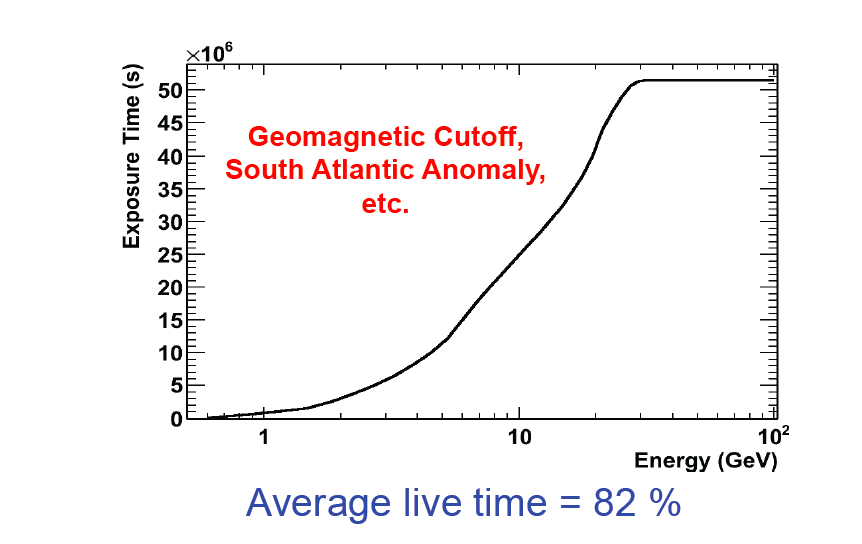 ×10⁶
Exposure Time (s)
50
45
40
35
30
25
20
15
10
5
0
Geomagnetic Cutoff,
South Atlantic Anomaly,
etc.
1
10
10²
Energy (GeV)
Average live time = 82 %